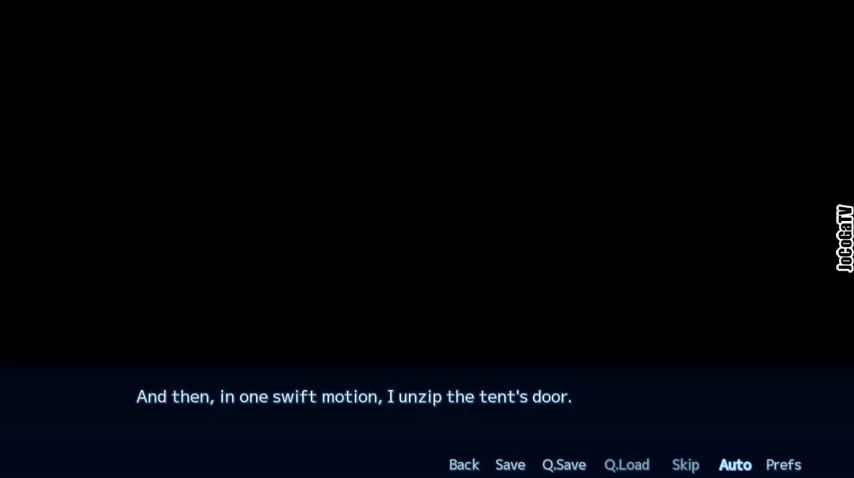 JoCoGaTV
And then, in one swift motion, I unzip the tent's door.
Back Save Q.Save Q.Load Skip Auto Prefs